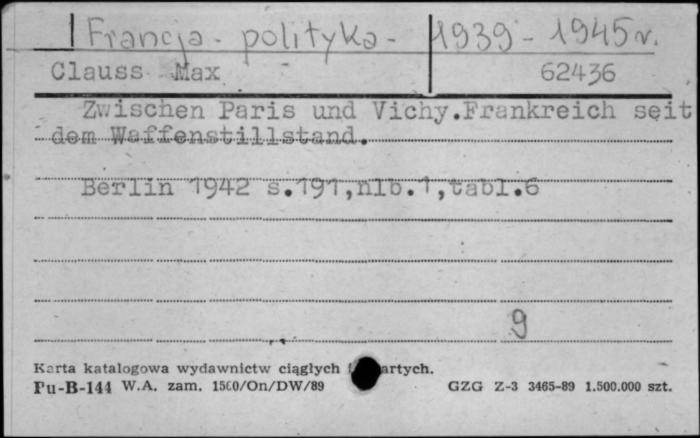 Francja - polityka - 1939 - 1945 r.
Clauss Max 62436
Zwischen Paris und Vichy.Frankreich seit
dem Waffenstillstand.
Berlin 1942 s.191,nlb.1,tabl.6
9
Karta katalogowa wydawnictw ciągłych artych.
Pu-B-144 W.A. zam. 1500/On/DW/89 GZG Z-3 3465-89 1.500.000 szt.